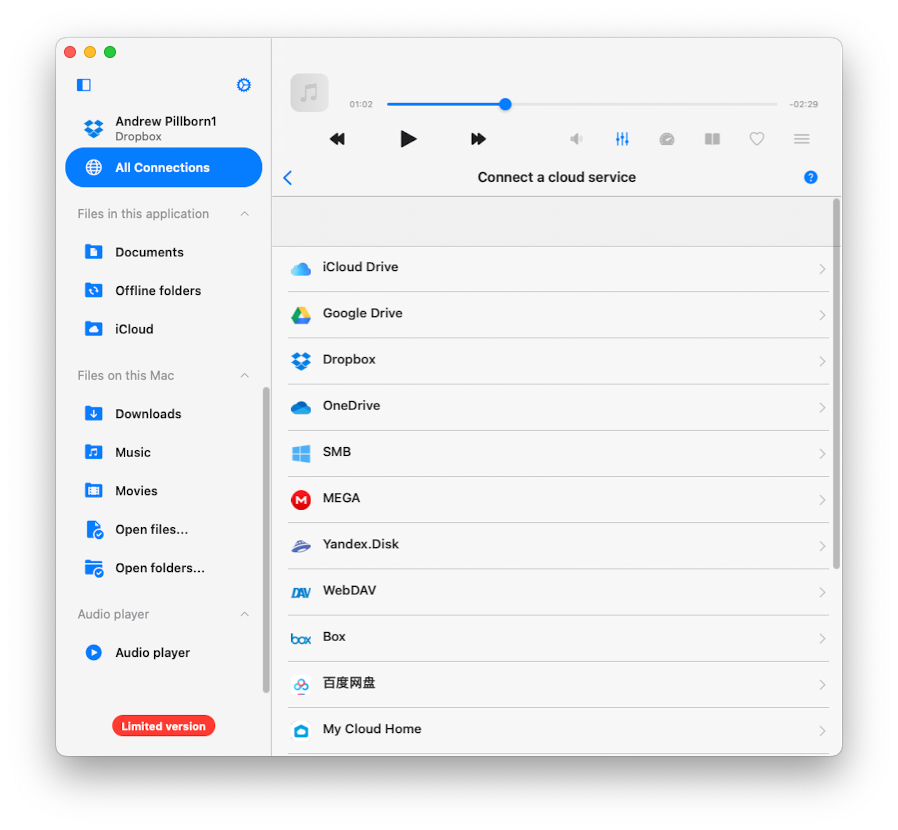 Andrew Pillborn1
Dropbox
All Connections
Files in this application
Documents
Offline folders
iCloud
Files on this Mac
Downloads
Music
Movies
Open files...
Open folders...
Audio player
Audio player
Limited version
01:02
-02:29
Connect a cloud service
?
iCloud Drive
Google Drive
Dropbox
OneDrive
SMB
M
MEGA
Yandex.Disk
DAV
WebDAV
box
Box
百度网盘
My Cloud Home